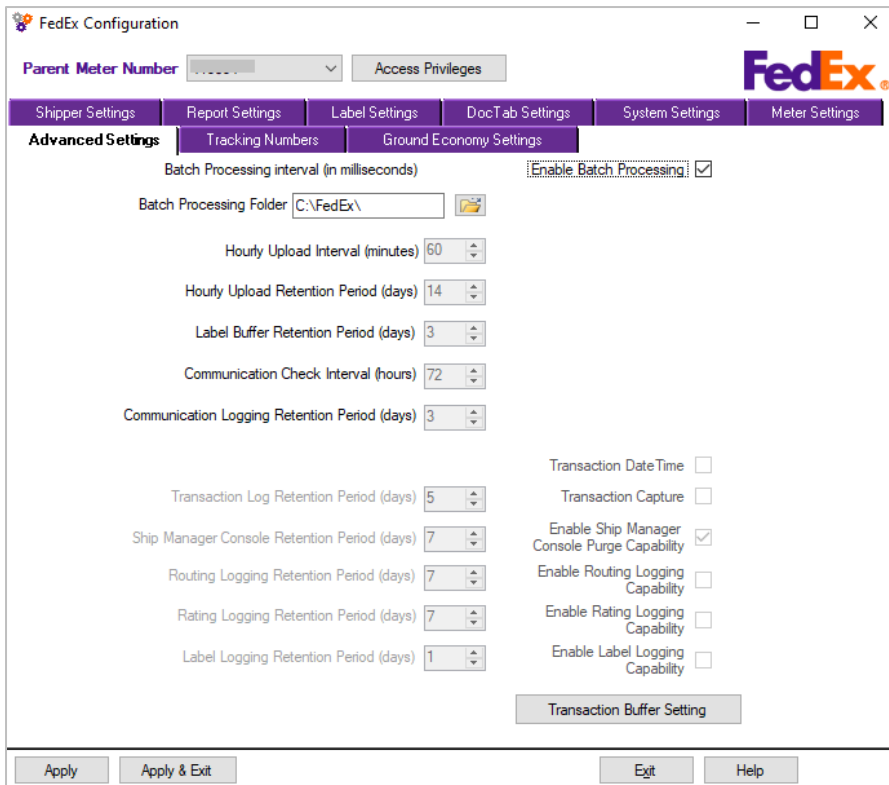 FedEx Configuration
Parent Meter Number Access Privileges
FedEx®
Shipper Settings Report Settings Label Settings DocTab Settings System Settings Meter Settings
Advanced Settings Tracking Numbers Ground Economy Settings
Batch Processing interval (in milliseconds) Enable Batch Processing
Batch Processing Folder C:\FedEx\
Hourly Upload Interval (minutes) 60
Hourly Upload Retention Period (days) 14
Label Buffer Retention Period (days) 3
Communication Check Interval (hours) 72
Communication Logging Retention Period (days) 3
Transaction DateTime
Transaction Log Retention Period (days) 5 Transaction Capture
Ship Manager Console Retention Period (days) 7 Enable Ship Manager
Console Purge Capability
Routing Logging Retention Period (days) 7 Enable Routing Logging
Capability
Rating Logging Retention Period (days) 7 Enable Rating Logging
Capability
Label Logging Retention Period (days) 1 Enable Label Logging
Capability
Transaction Buffer Setting
Apply Apply & Exit Exit Help